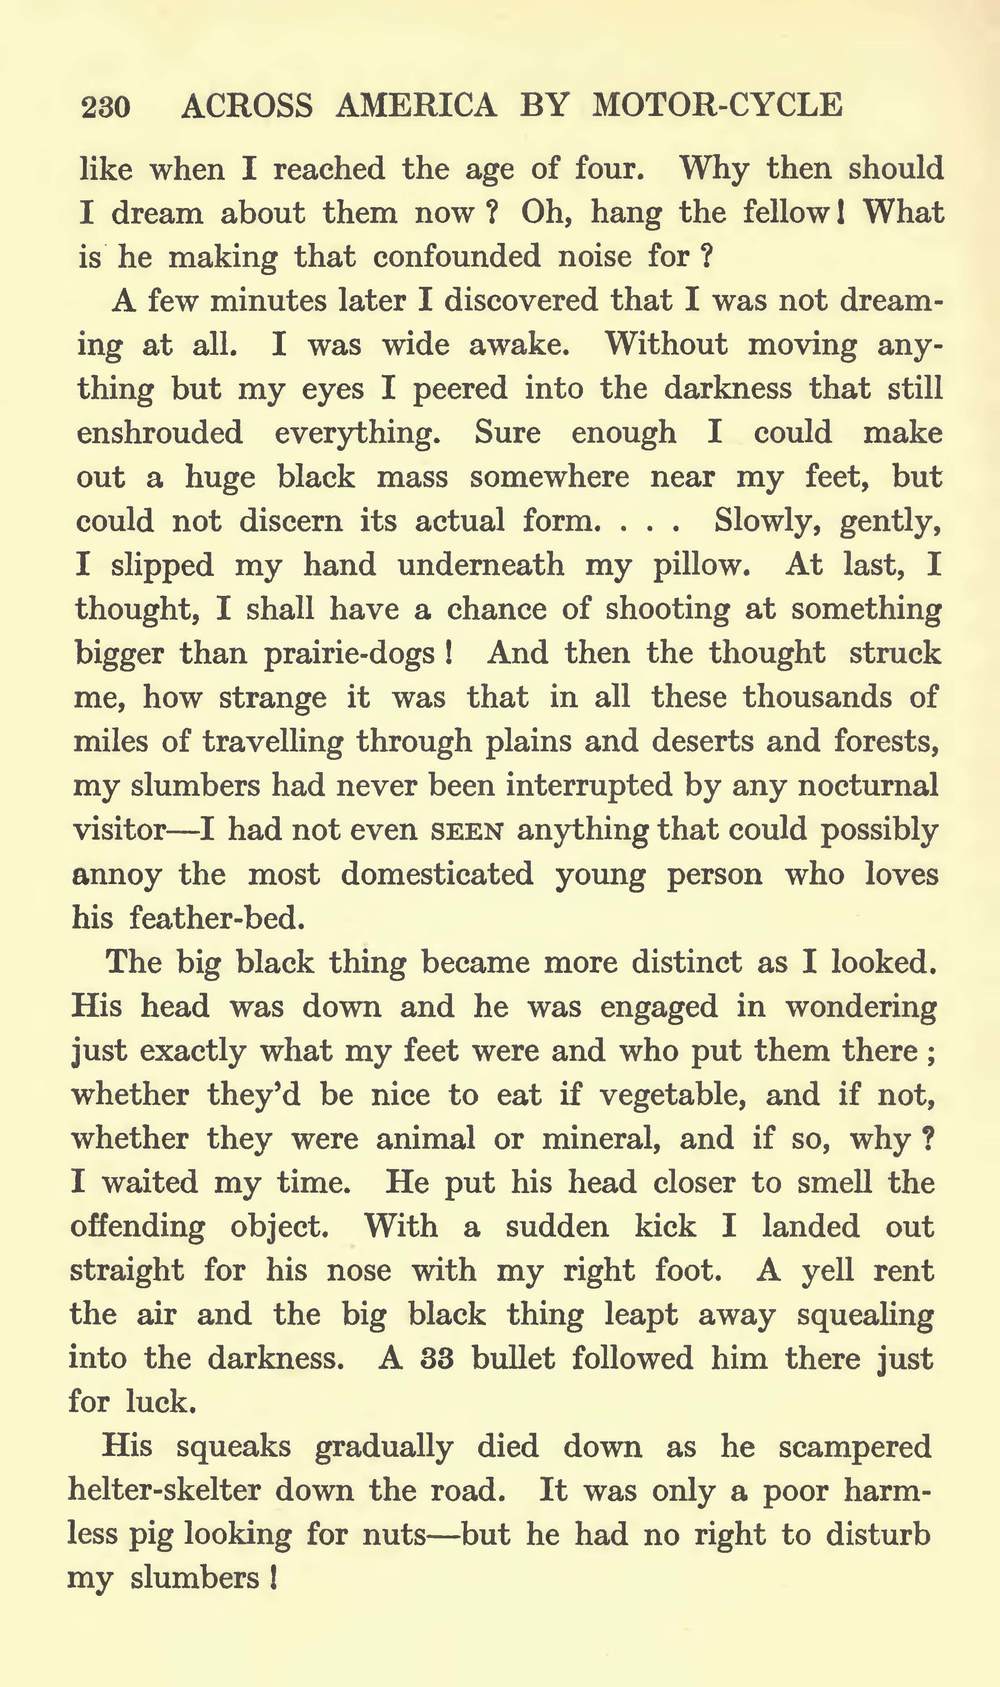 230 ACROSS AMERICA BY MOTOR-CYCLE
like when I reached the age of four. Why then should
I dream about them now ? Oh, hang the fellow! What
is he making that confounded noise for ?
A few minutes later I discovered that I was not dream-
ing at all. I was wide awake. Without moving any-
thing but my eyes I peered into the darkness that still
enshrouded everything. Sure enough I could make
out a huge black mass somewhere near my feet, but
could not discern its actual form. . . . Slowly, gently,
I slipped my hand underneath my pillow. At last, I
thought, I shall have a chance of shooting at something
bigger than prairie-dogs ! And then the thought struck
me, how strange it was that in all these thousands of
miles of travelling through plains and deserts and forests,
my slumbers had never been interrupted by any nocturnal
visitor—I had not even SEEN anything that could possibly
annoy the most domesticated young person who loves
his feather-bed.
The big black thing became more distinct as I looked.
His head was down and he was engaged in wondering
just exactly what my feet were and who put them there ;
whether they'd be nice to eat if vegetable, and if not,
whether they were animal or mineral, and if so, why ?
I waited my time. He put his head closer to smell the
offending object. With a sudden kick I landed out
straight for his nose with my right foot. A yell rent
the air and the big black thing leapt away squealing
into the darkness. A 33 bullet followed him there just
for luck.
His squeaks gradually died down as he scampered
helter-skelter down the road. It was only a poor harm-
less pig looking for nuts—but he had no right to disturb
my slumbers !